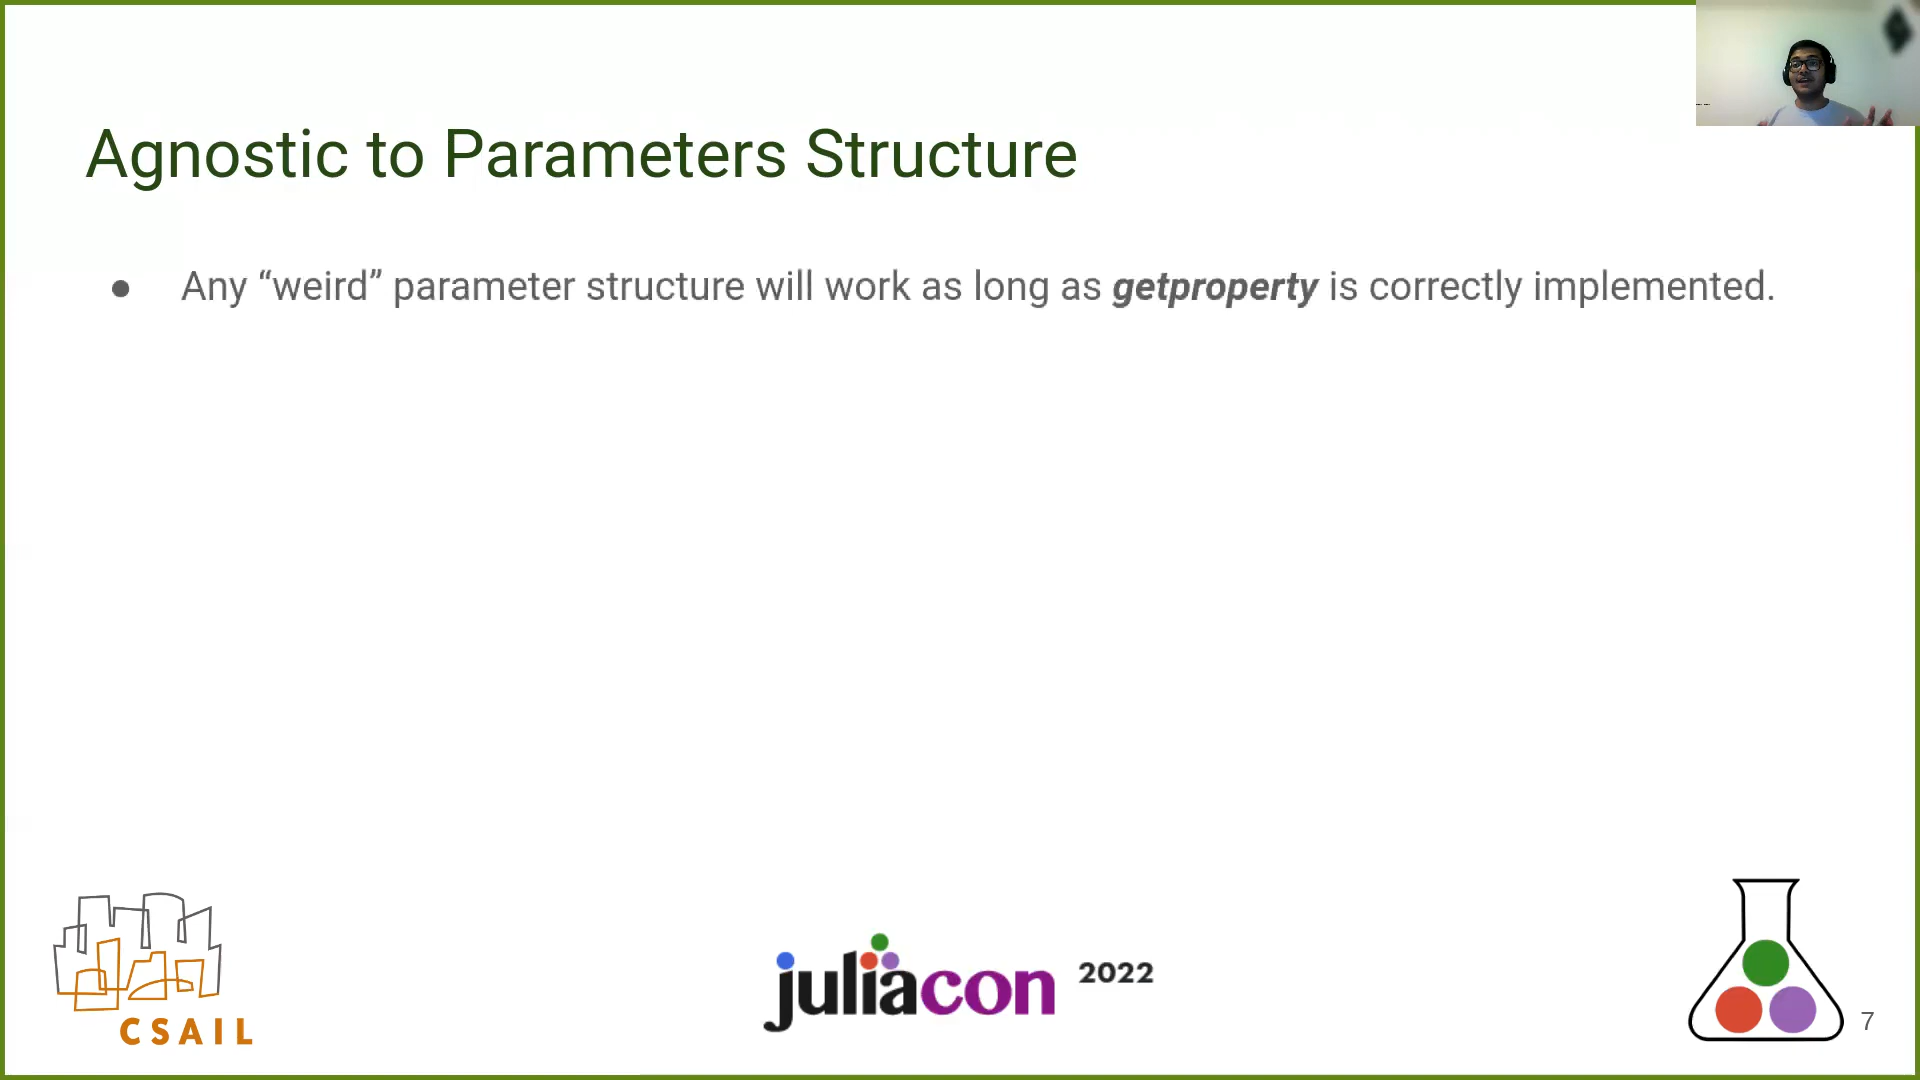 Agnostic to Parameters Structure
● Any “weird” parameter structure will work as long as getproperty is correctly implemented.
CSAIL
juliacon 2022
7